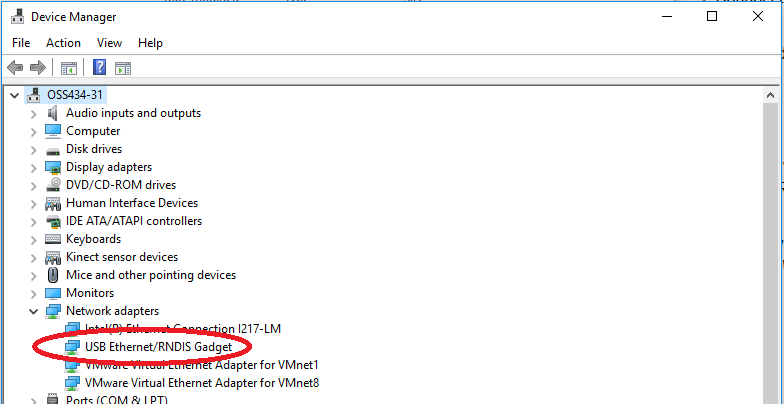 Device Manager
File Action View Help
OSS434-31
Audio inputs and outputs
Computer
Disk drives
Display adapters
DVD/CD-ROM drives
Human Interface Devices
IDE ATA/ATAPI controllers
Keyboards
Kinect sensor devices
Mice and other pointing devices
Monitors
Network adapters
Intel(R) Ethernet Connection I217-LM
USB Ethernet/RNDIS Gadget
VMware Virtual Ethernet Adapter for VMnet1
VMware Virtual Ethernet Adapter for VMnet8
Ports (COM & LPT)